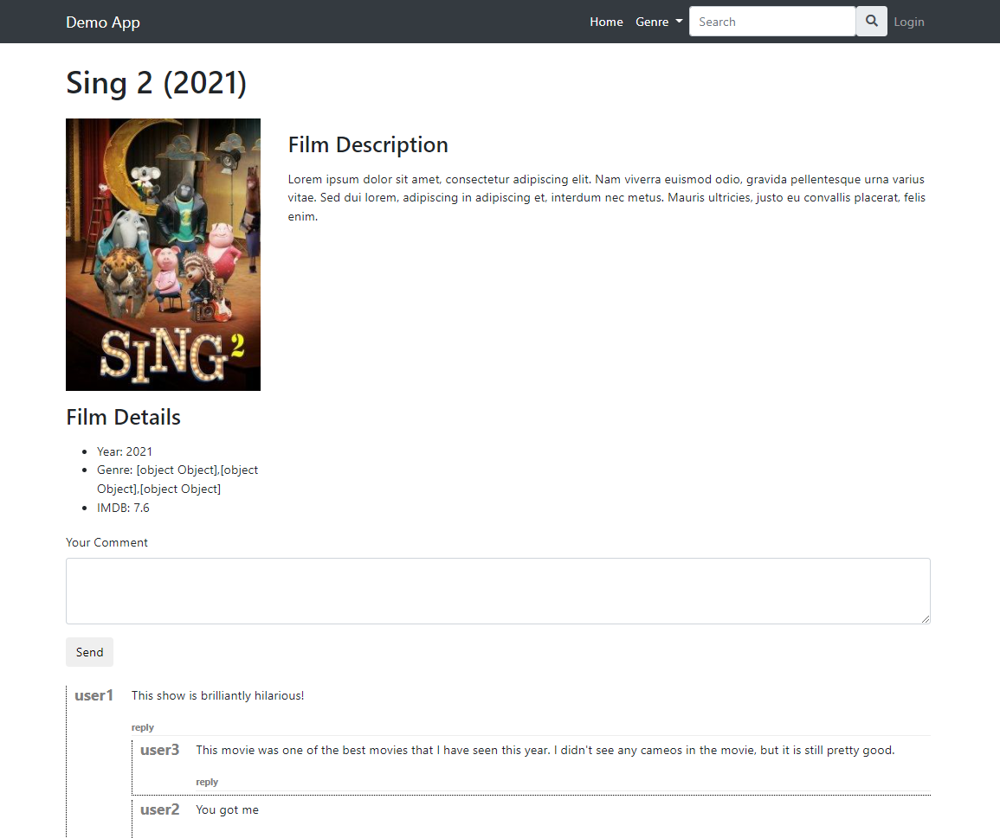 Demo App
Home Genre Search Login
Sing 2 (2021)
SING 2
Film Description
Lorem ipsum dolor sit amet, consectetur adipiscing elit. Nam viverra euismod odio, gravida pellentesque urna varius
vitae. Sed dui lorem, adipiscing in adipiscing et, interdum nec metus. Mauris ultricies, justo eu convallis placerat, felis
enim.
Film Details
Year: 2021
Genre: [object Object],[object
Object],[object Object]
IMDB: 7.6
Your Comment
Send
user1 This show is brilliantly hilarious!
reply
user3 This movie was one of the best movies that I have seen this year. I didn't see any cameos in the movie, but it is still pretty good.
reply
user2 You got me